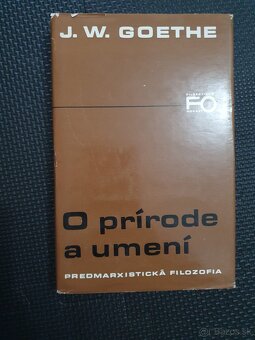 J. W. GOETHE
FO
O prírode
a umení
PREDMARXISTICKÁ FILOZOFIA